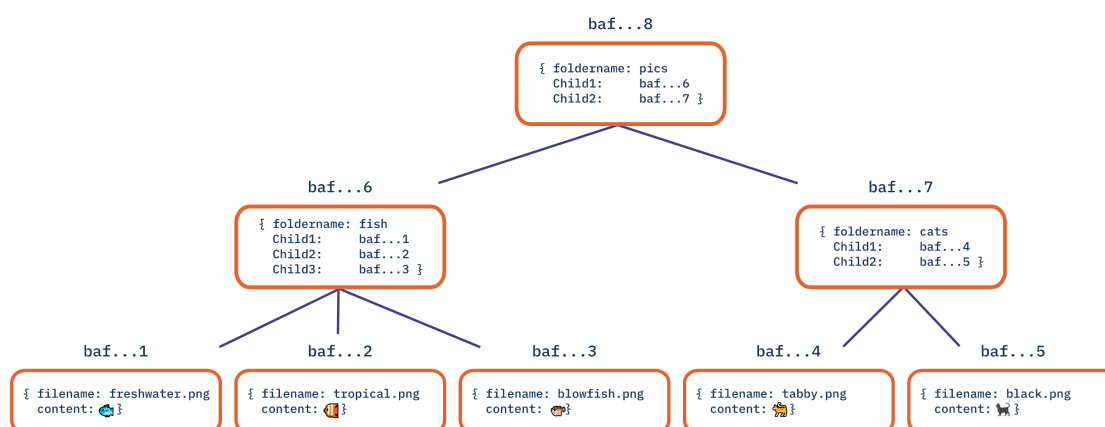 baf...8
{ foldername: pics
Child1: baf...6
Child2: baf...7 }
baf...6
{ foldername: fish
Child1: baf...1
Child2: baf...2
Child3: baf...3 }
baf...7
{ foldername: cats
Child1: baf...4
Child2: baf...5 }
baf...1
{ filename: freshwater.png
content: }
baf...2
{ filename: tropical.png
content: }
baf...3
{ filename: blowfish.png
content: }
baf...4
{ filename: tabby.png
content: }
baf...5
{ filename: black.png
content: }